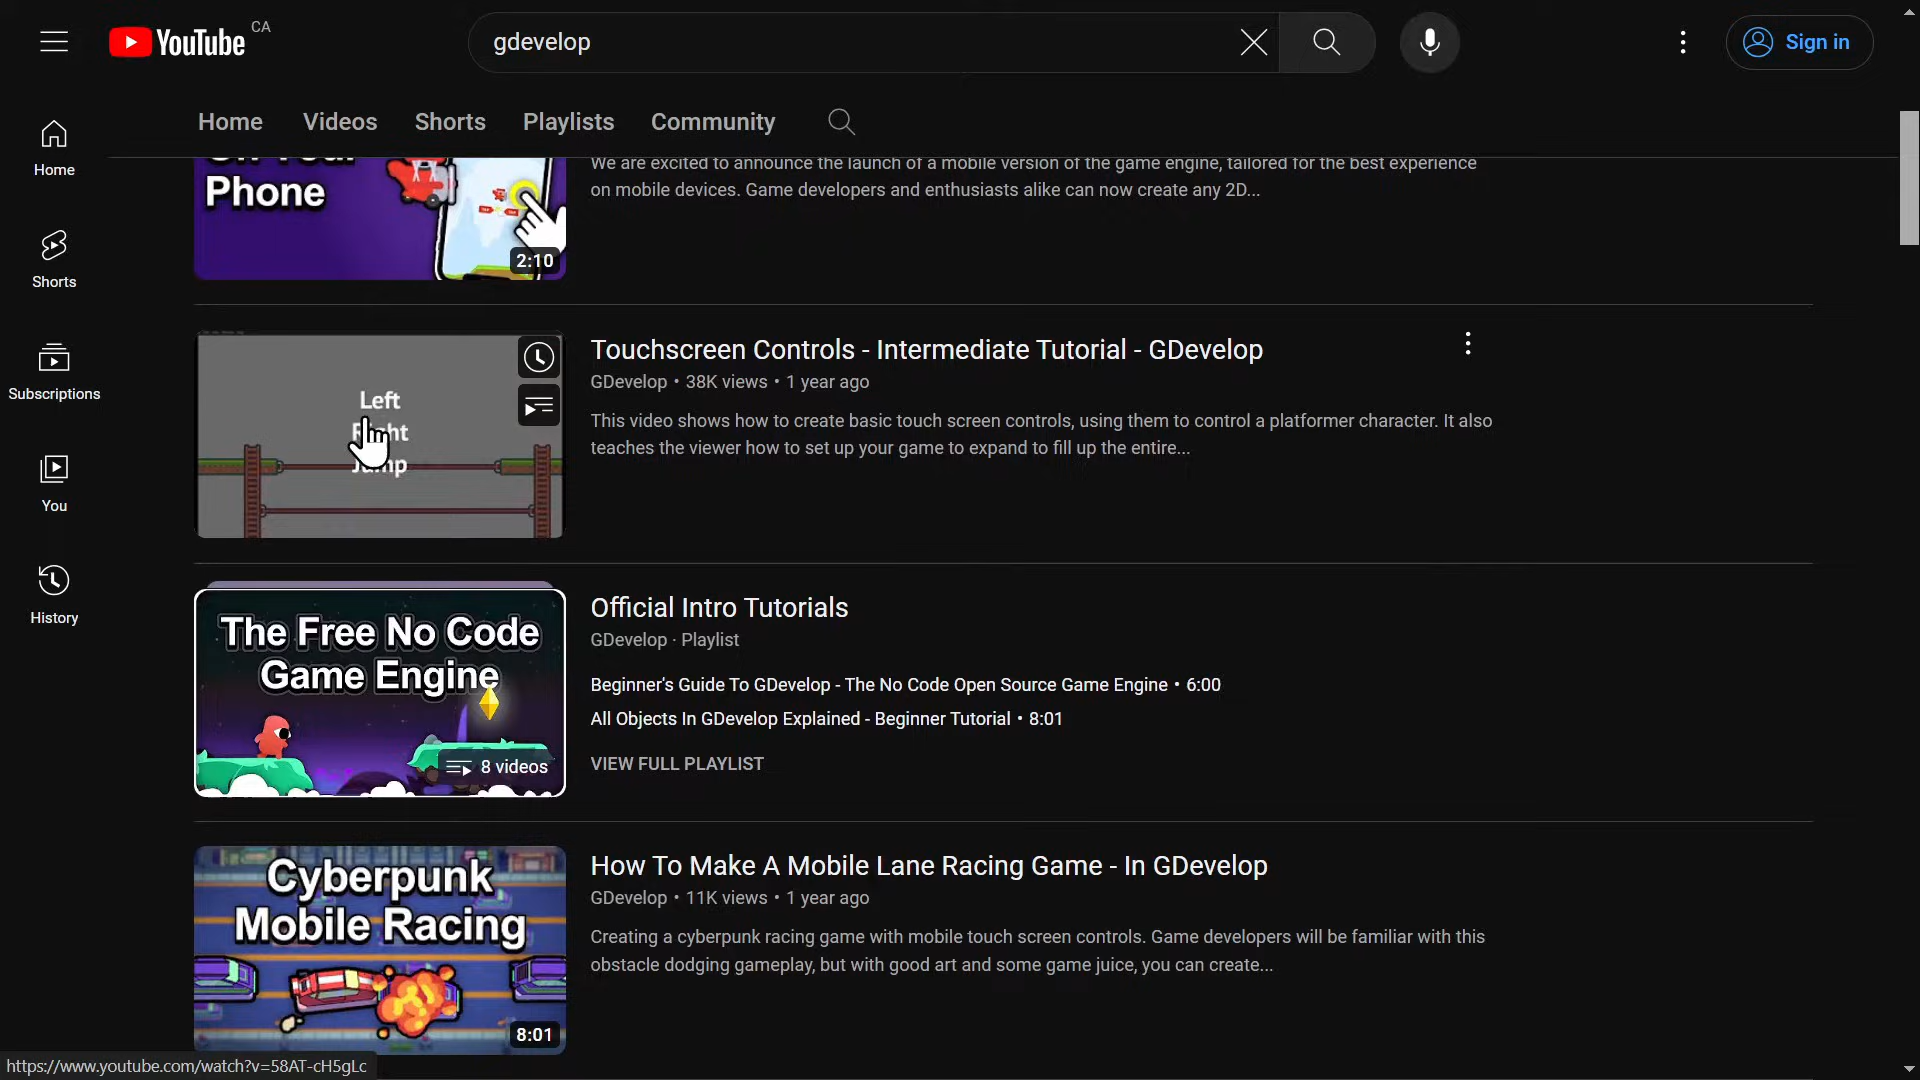 YouTube CA
gdevelop
Sign in
Home Videos Shorts Playlists Community
Home
Shorts
Subscriptions
You
History
Phone
2:10
We are excited to announce the launch of a mobile version of the game engine, tailored for the best experience
on mobile devices. Game developers and enthusiasts alike can now create any 2D...
Left
Right
Jump
Touchscreen Controls - Intermediate Tutorial - GDevelop
GDevelop • 38K views • 1 year ago
This video shows how to create basic touch screen controls, using them to control a platformer character. It also
teaches the viewer how to set up your game to expand to fill up the entire...
The Free No Code
Game Engine
8 videos
Official Intro Tutorials
GDevelop · Playlist
Beginner's Guide To GDevelop - The No Code Open Source Game Engine • 6:00
All Objects In GDevelop Explained - Beginner Tutorial • 8:01
VIEW FULL PLAYLIST
Cyberpunk
Mobile Racing
8:01
How To Make A Mobile Lane Racing Game - In GDevelop
GDevelop • 11K views • 1 year ago
Creating a cyberpunk racing game with mobile touch screen controls. Game developers will be familiar with this
obstacle dodging gameplay, but with good art and some game juice, you can create...
https://www.youtube.com/watch?v=58AT-cH5gLc